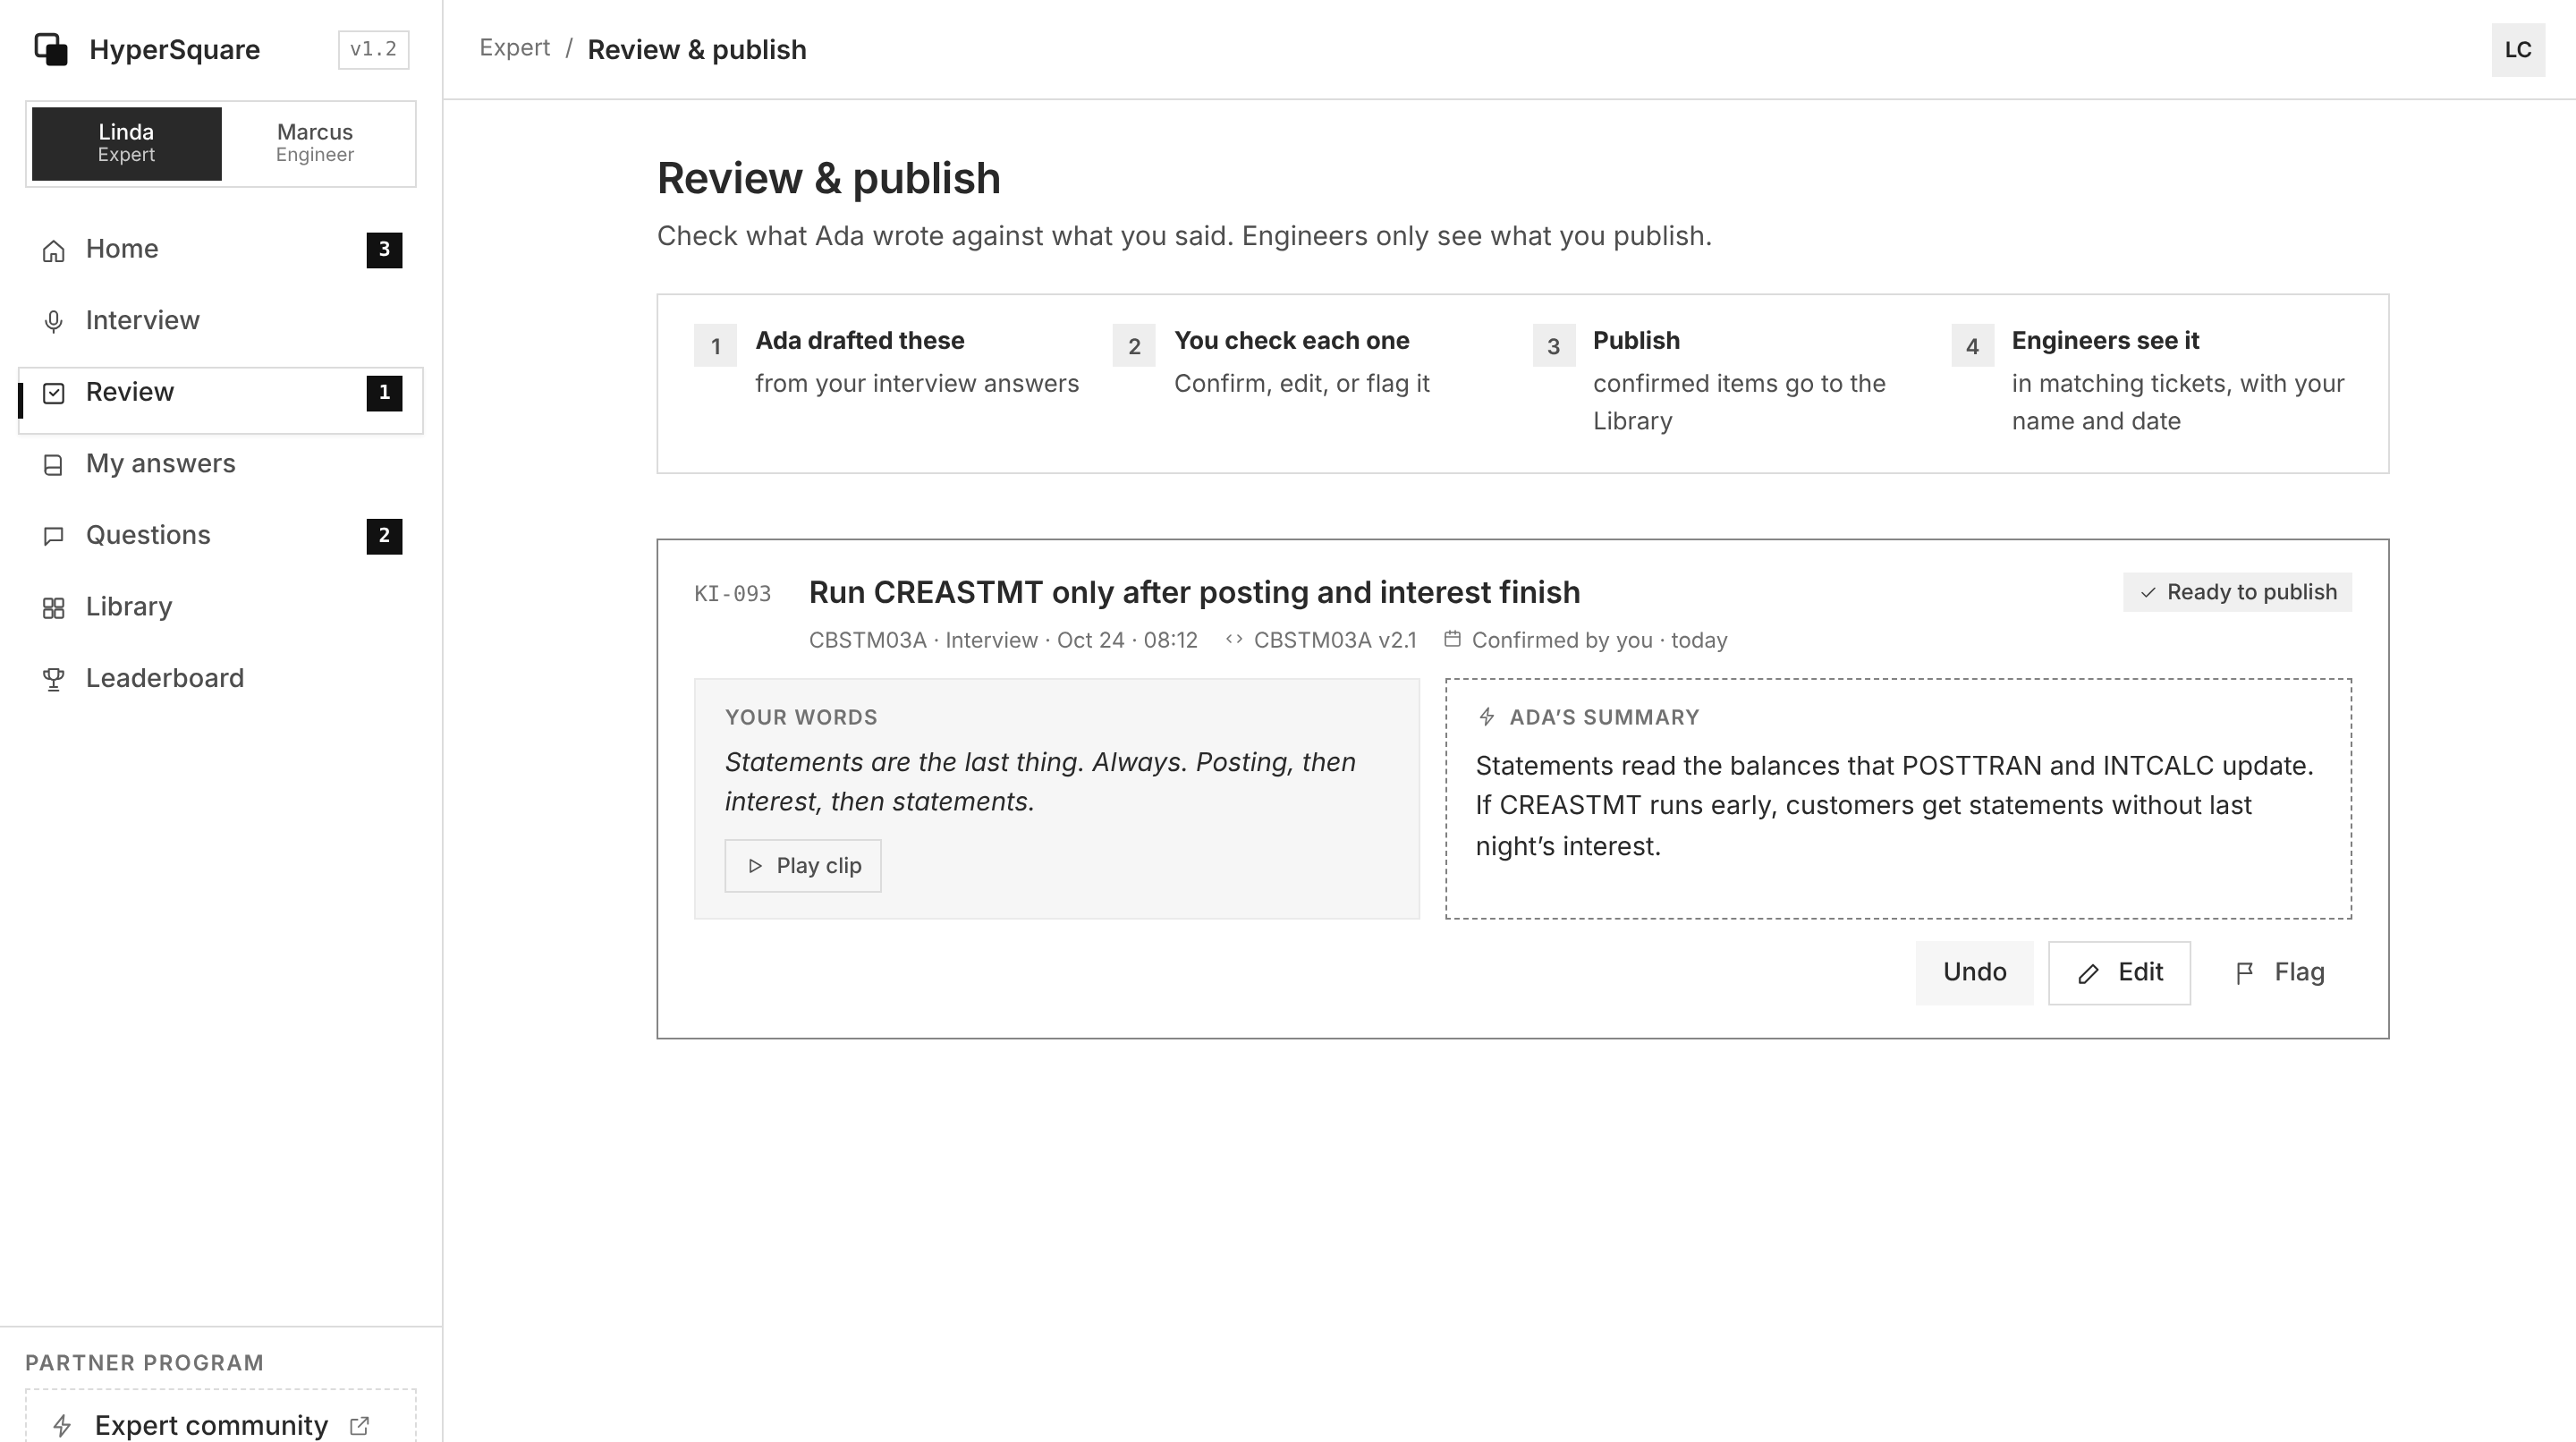 HyperSquare
v1.2
Linda
Expert
Marcus
Engineer
Home
3
Interview
Review
1
My answers
Questions
2
Library
Leaderboard
PARTNER PROGRAM
Expert community
Expert / Review & publish
LC
Review & publish
Check what Ada wrote against what you said. Engineers only see what you publish.
1
Ada drafted these
from your interview answers
2
You check each one
Confirm, edit, or flag it
3
Publish
confirmed items go to the
Library
4
Engineers see it
in matching tickets, with your
name and date
KI-093
Run CREASTMT only after posting and interest finish
Ready to publish
CBSTM03A · Interview · Oct 24 · 08:12
CBSTM03A v2.1
Confirmed by you · today
YOUR WORDS
Statements are the last thing. Always. Posting, then
interest, then statements.
Play clip
ADA’S SUMMARY
Statements read the balances that POSTTRAN and INTCALC update.
If CREASTMT runs early, customers get statements without last
night’s interest.
Undo
Edit
Flag